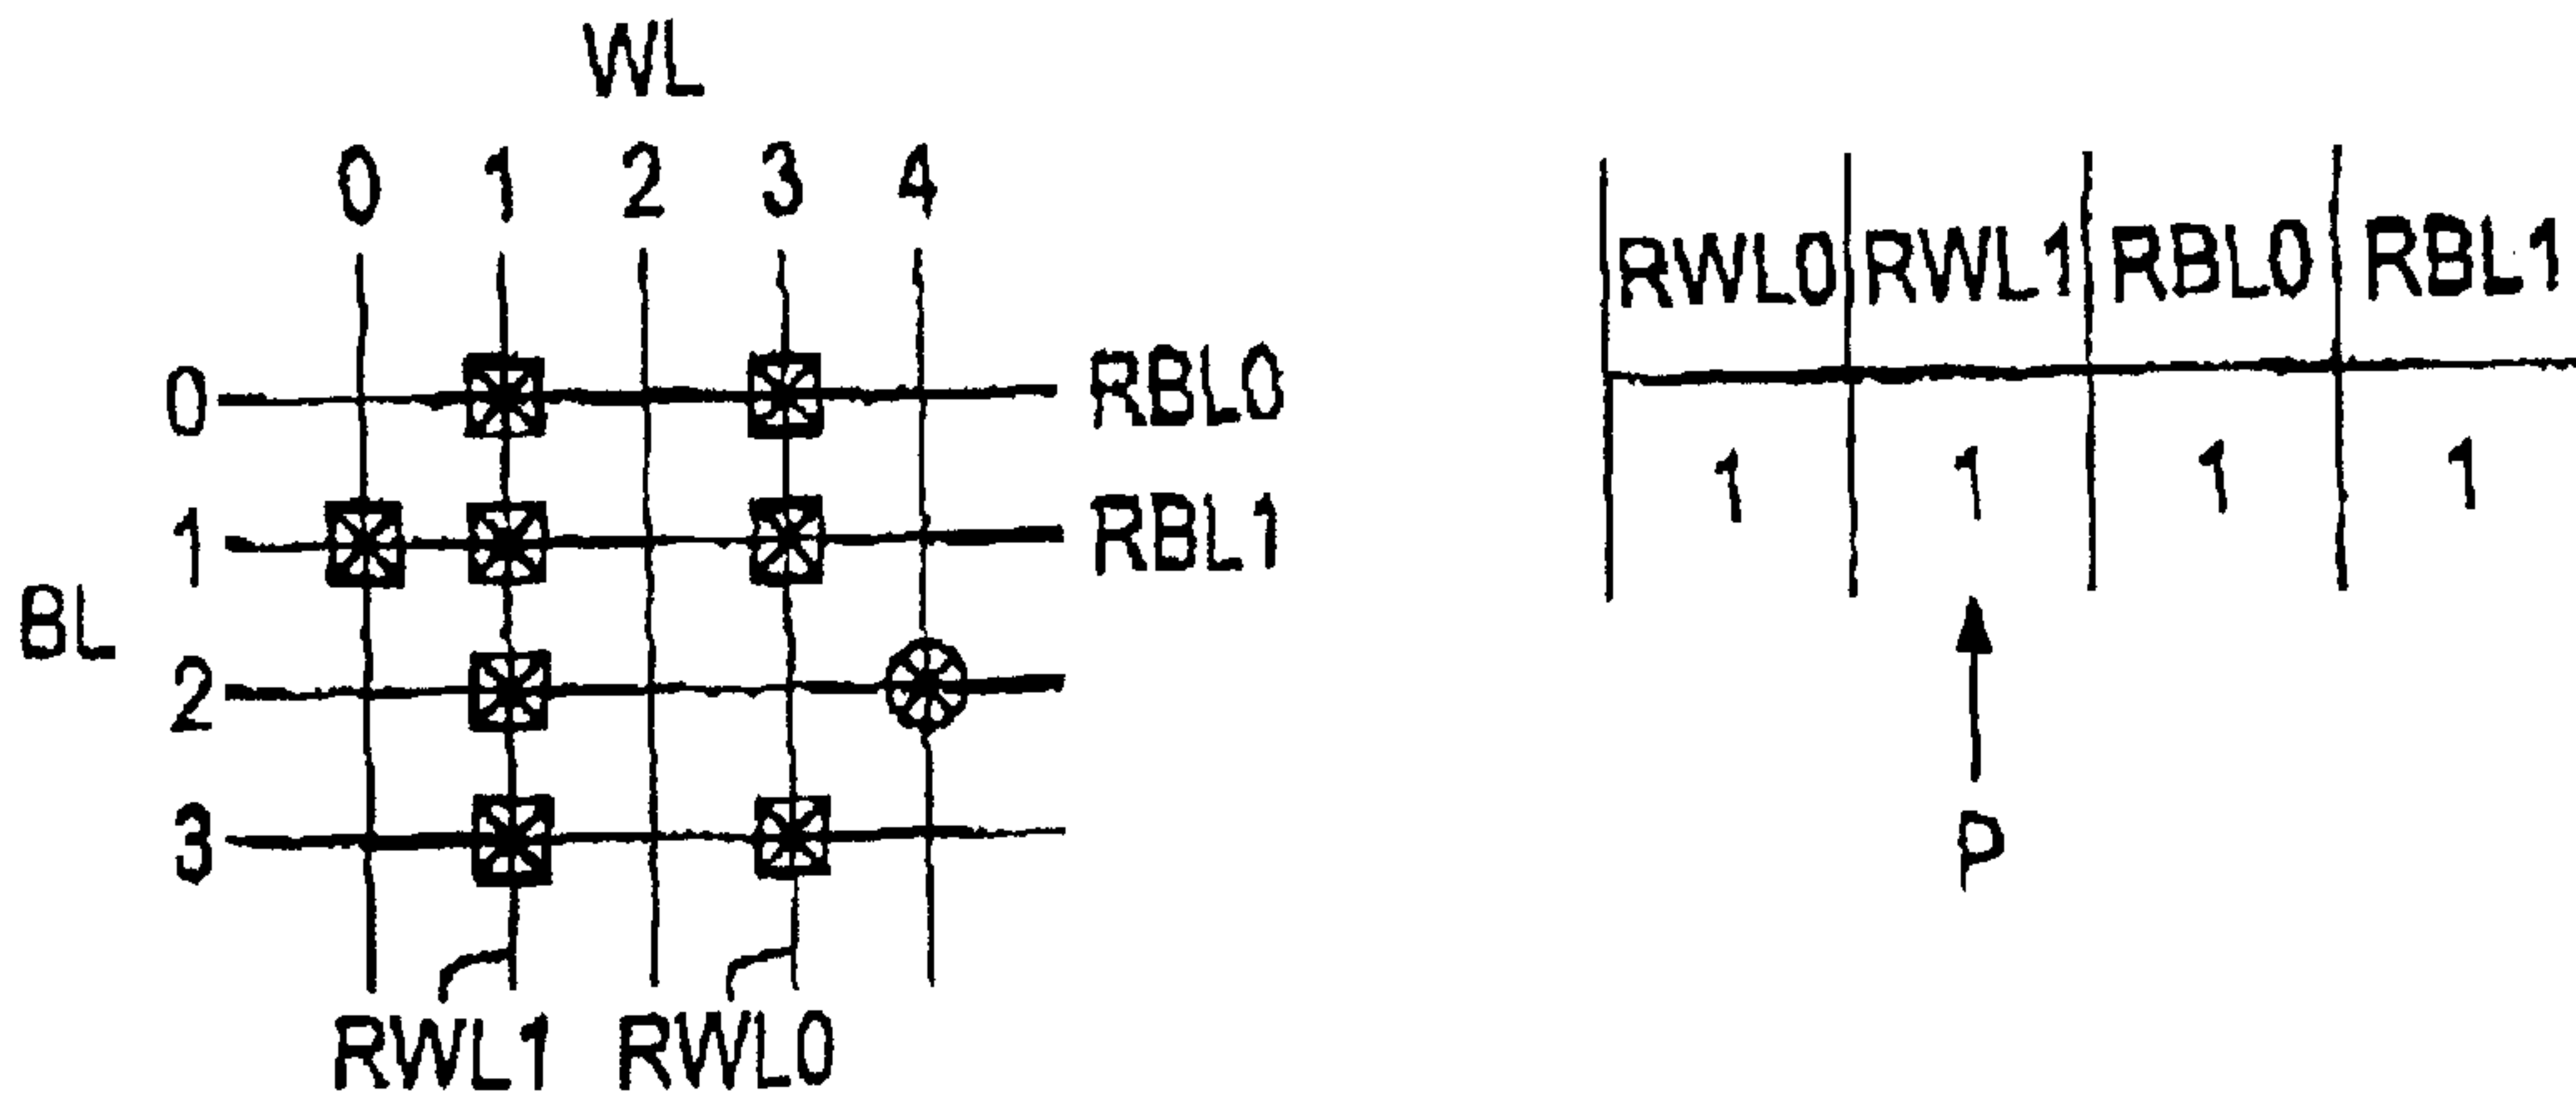 WL
0 1 2 3 4
0 RBL0
1 RBL1
BL
2
3
RWL1 RWL0
RWL0 RWL1 RBL0 RBL1
1 1 1 1
P